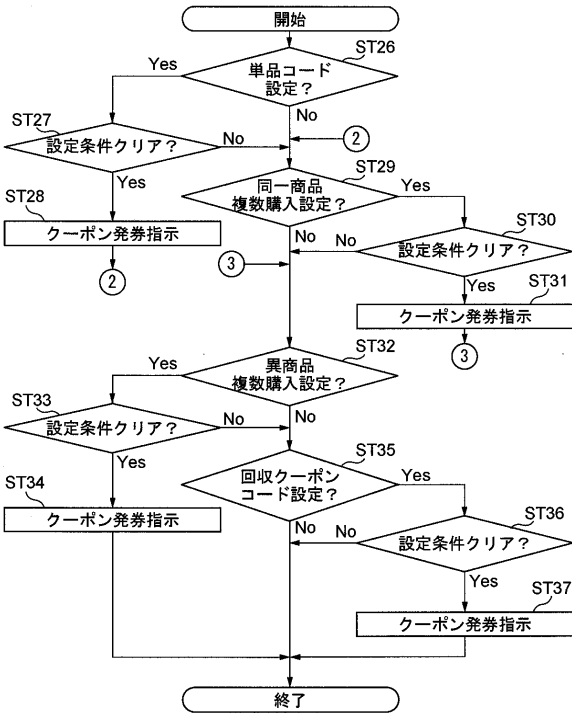 開始
ST26
Yes
単品コード
設定？
No
ST27
設定条件クリア？
No
②
Yes
ST29
同一商品
複数購入設定？
Yes
ST28
クーポン発券指示
②
No
No
ST30
設定条件クリア？
③
Yes
ST31
クーポン発券指示
③
ST32
Yes
異商品
複数購入設定？
ST33
設定条件クリア？
No
No
Yes
ST35
回収クーポン
コード設定？
Yes
ST34
クーポン発券指示
No
No
ST36
設定条件クリア？
Yes
ST37
クーポン発券指示
終了